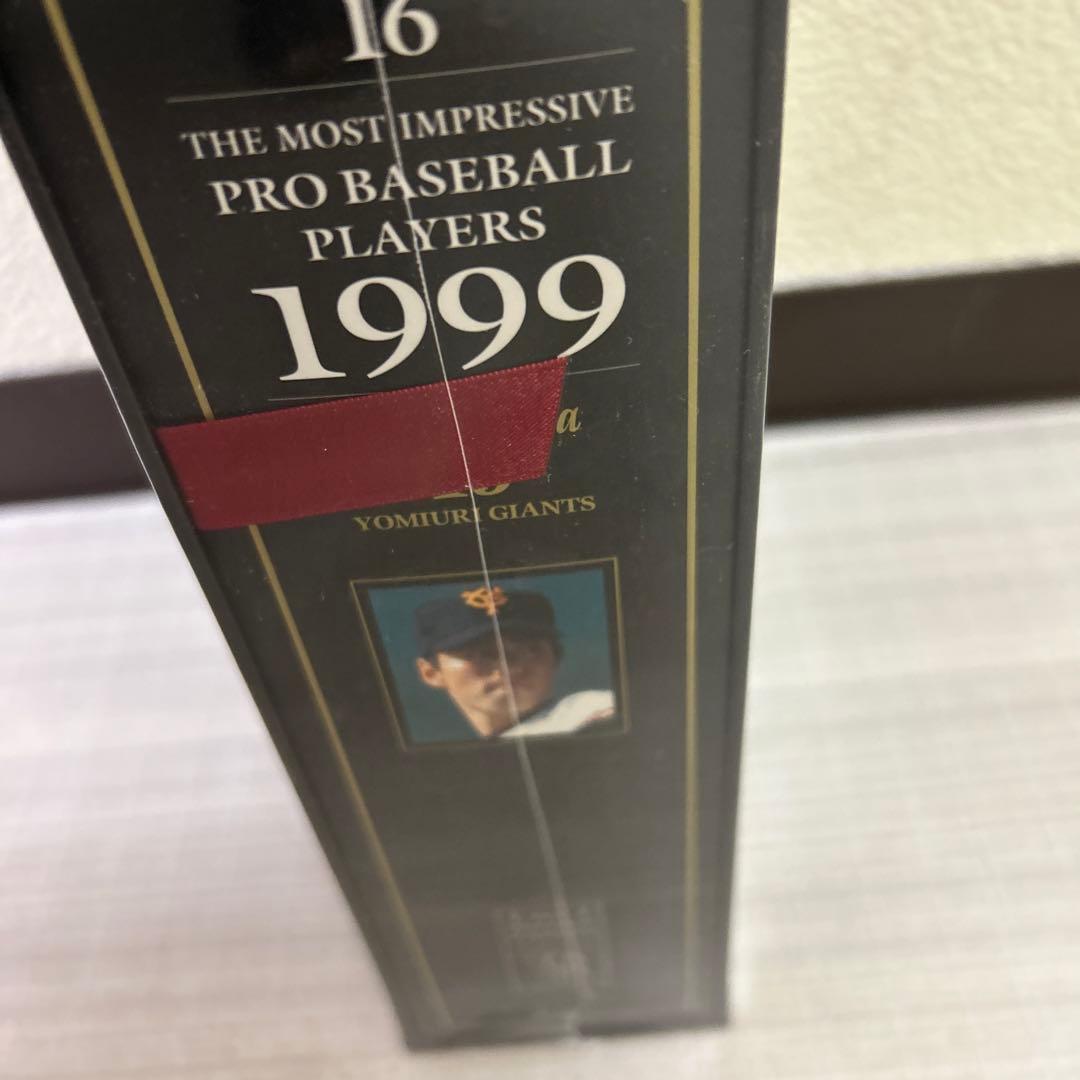 16
THE MOST IMPRESSIVE
PRO BASEBALL
PLAYERS
1999
a
YOMIURI GIANTS